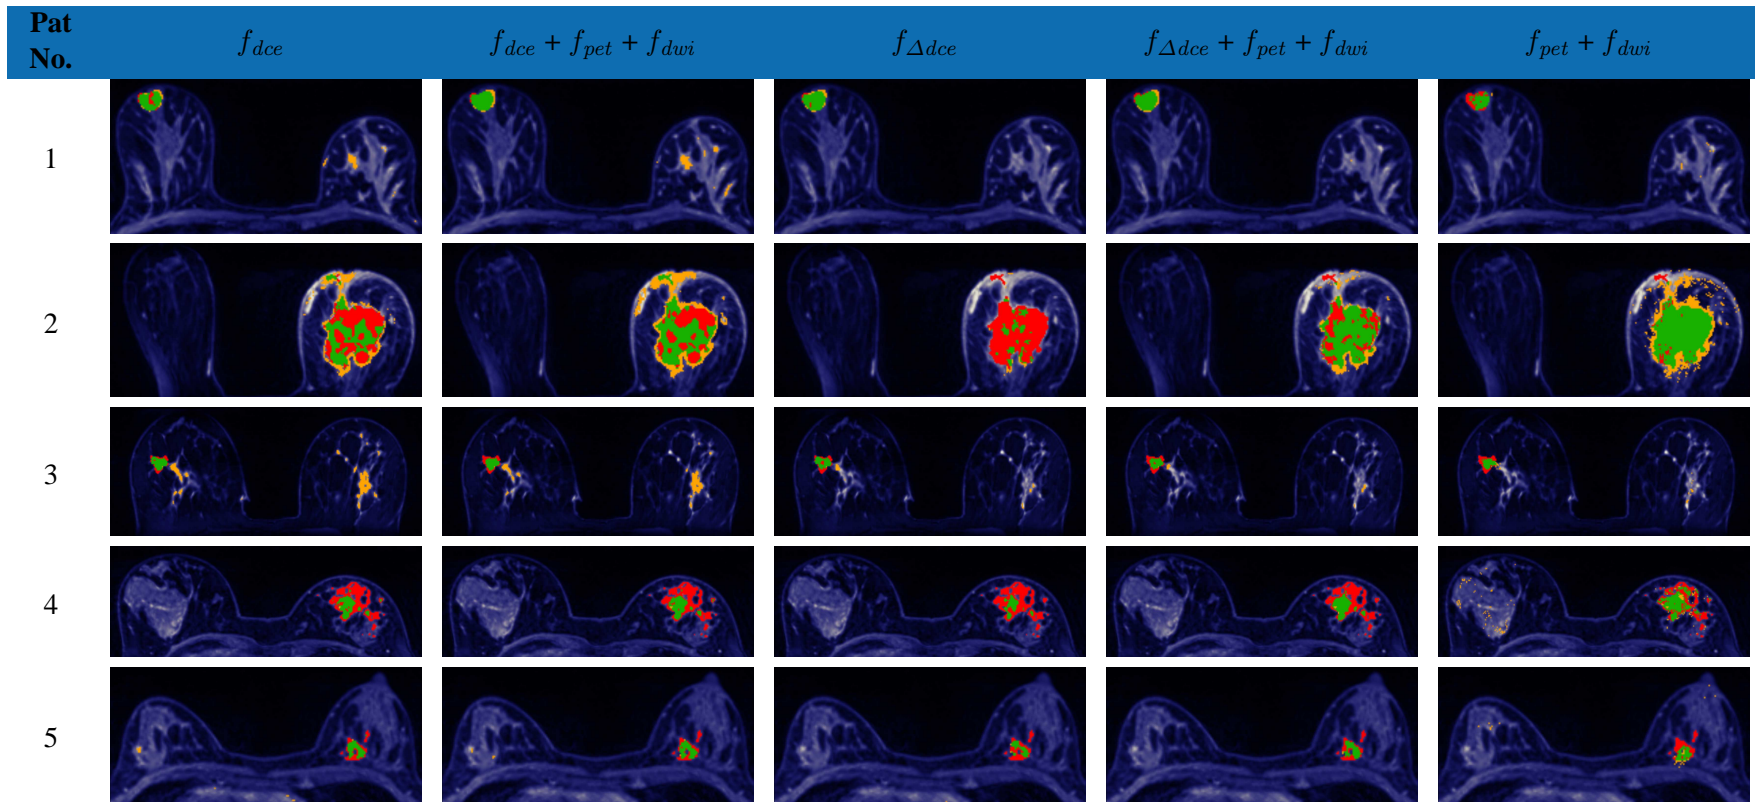 Pat No.
f_dce
f_dce + f_pet + f_dwi
f_Δdce
f_Δdce + f_pet + f_dwi
f_pet + f_dwi
1
2
3
4
5